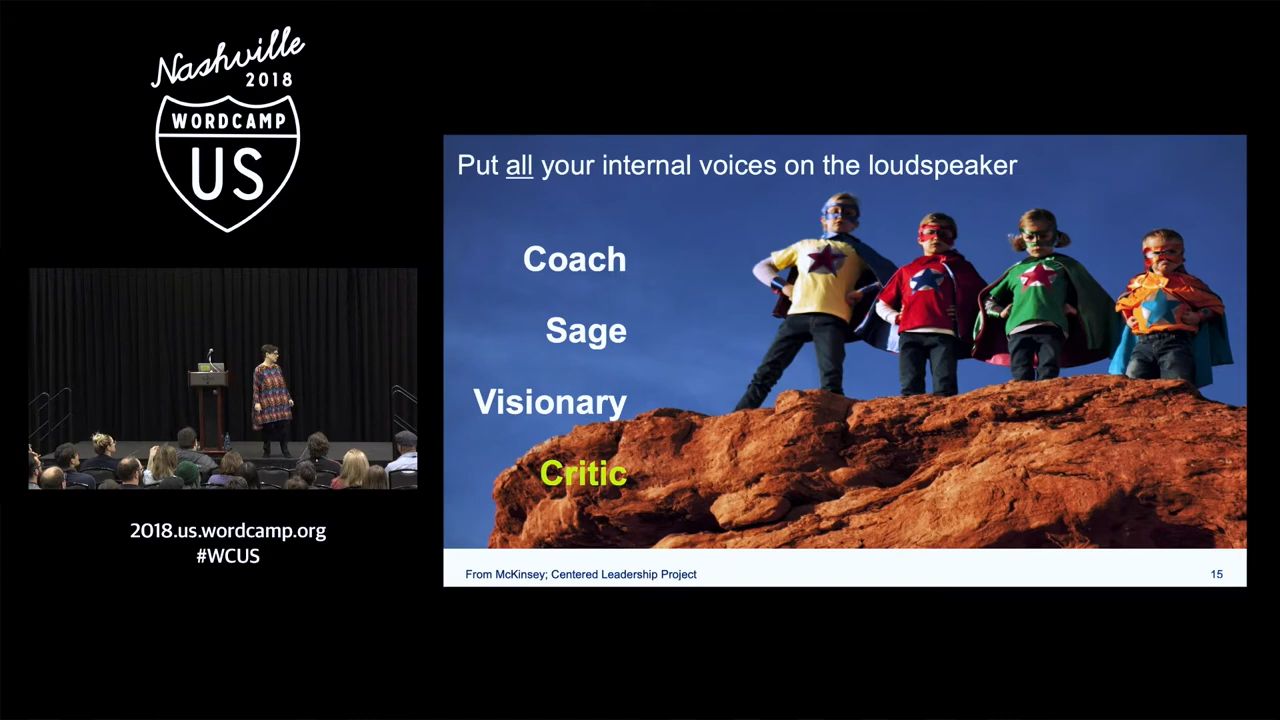 Nashville
2018
WORDCAMP
US
2018.us.wordcamp.org
#WCUS
Put all your internal voices on the loudspeaker
Coach
Sage
Visionary
Critic
From McKinsey; Centered Leadership Project
15